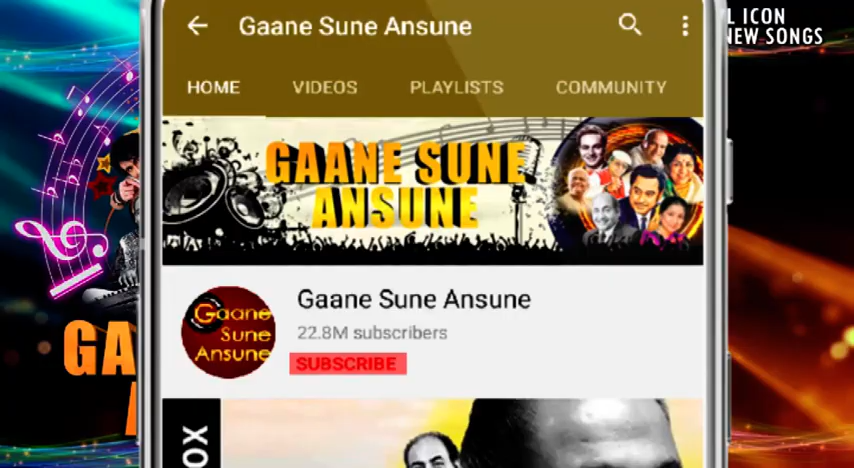 L ICON
NEW SONGS
Gaane Sune Ansune
HOME VIDEOS PLAYLISTS COMMUNITY
GAANE SUNE
ANSUNE
Gaane Sune Ansune
22.8M subscribers
SUBSCRIBE
Gaane
Sune
Ansune
GA
OX